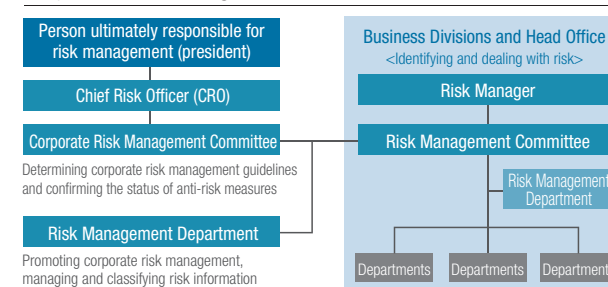 Person ultimately responsible for
risk management (president)
Chief Risk Officer (CRO)
Corporate Risk Management Committee
Determining corporate risk management guidelines
and confirming the status of anti-risk measures
Risk Management Department
Promoting corporate risk management,
managing and classifying risk information
Business Divisions and Head Office
<Identifying and dealing with risk>
Risk Manager
Risk Management Committee
Risk Management
Department
Departments
Departments
Department